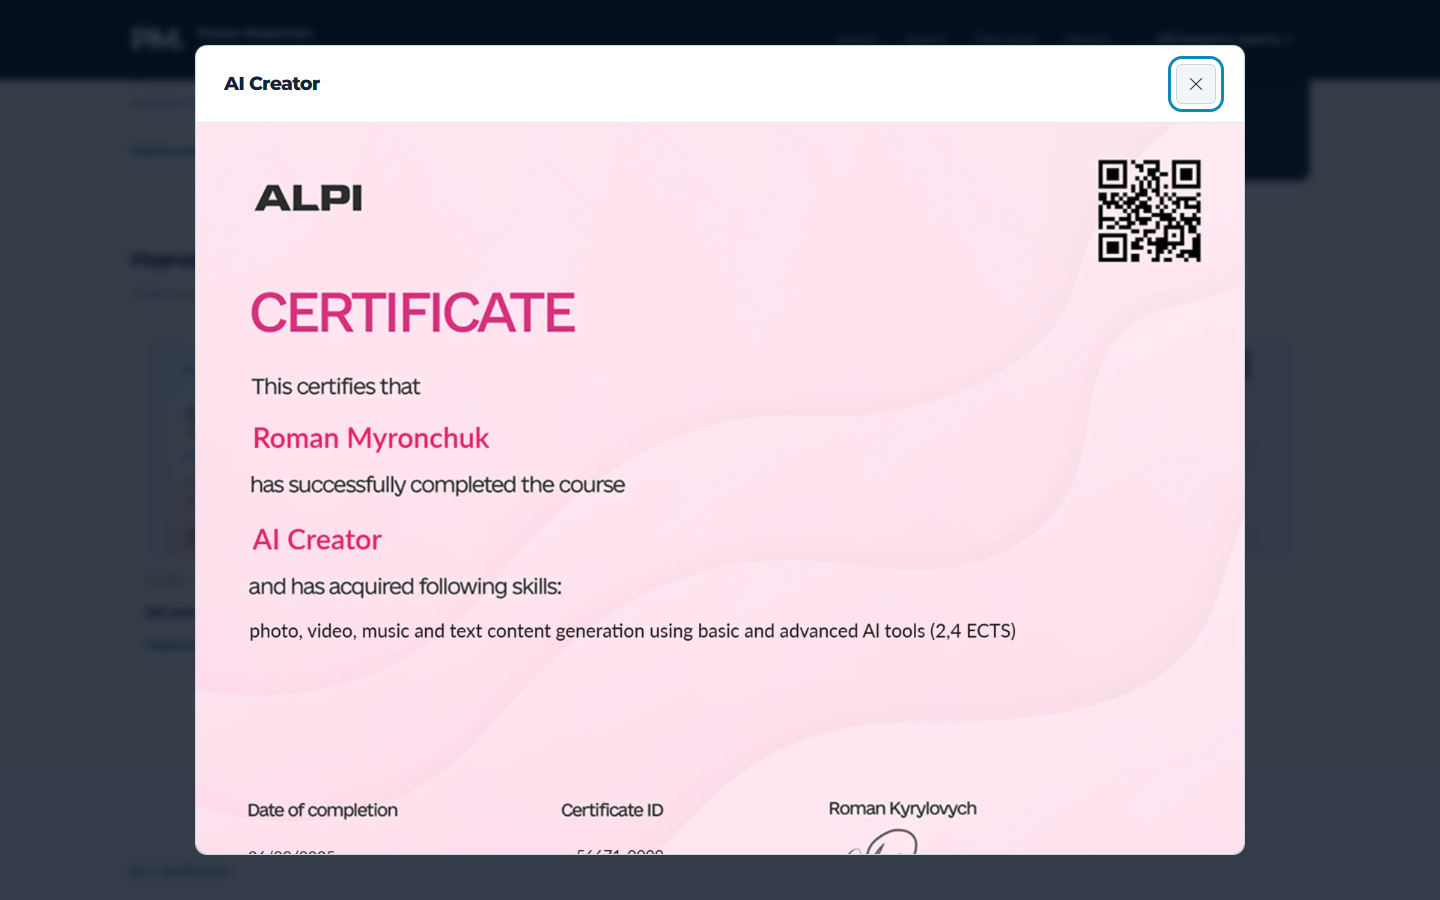 AI Creator
ALPI
CERTIFICATE
This certifies that
Roman Myronchuk
has successfully completed the course
AI Creator
and has acquired following skills:
photo, video, music and text content generation using basic and advanced AI tools (2,4 ECTS)
Date of completion
Certificate ID
Roman Kyrylovych